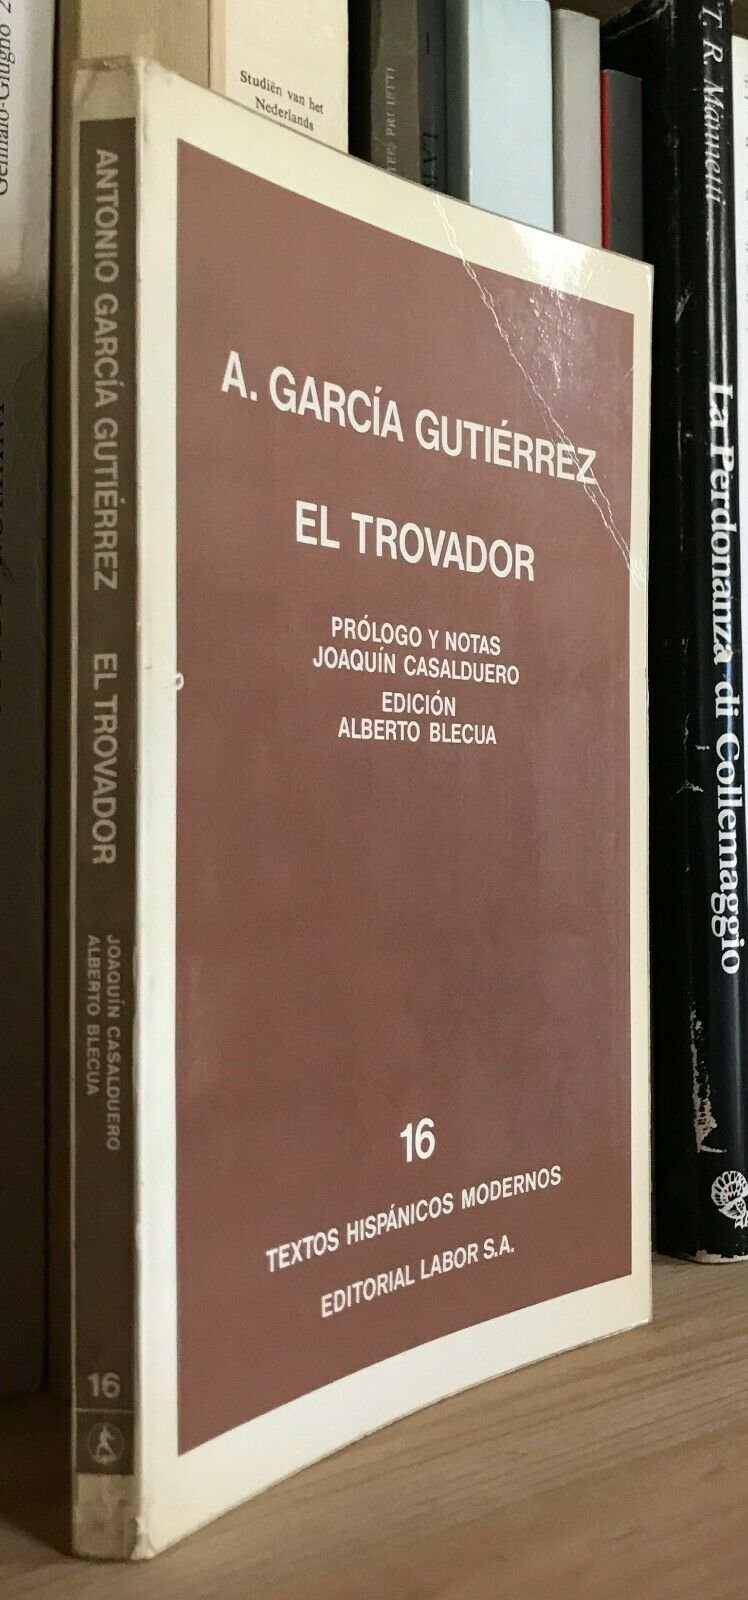 A. GARCÍA GUTIÉRREZ
EL TROVADOR
PRÓLOGO Y NOTAS
JOAQUÍN CASALDUERO
EDICIÓN
ALBERTO BLECUA
16
TEXTOS HISPÁNICOS MODERNOS
EDITORIAL LABOR S.A.
ANTONIO GARCÍA GUTIÉRREZ EL TROVADOR
JOAQUÍN CASALDUERO
ALBERTO BLECUA
16
Studiën van het
Nederlands
T. R. Mannetti
La Perdonanza di Collemaggio